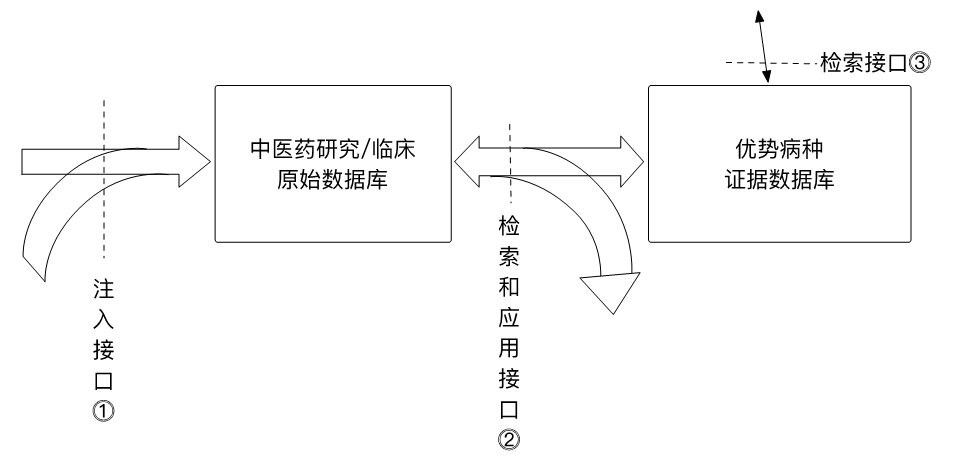 检索接口③
中医药研究/临床
原始数据库
优势病种
证据数据库
注入接口①
检索和应用接口②